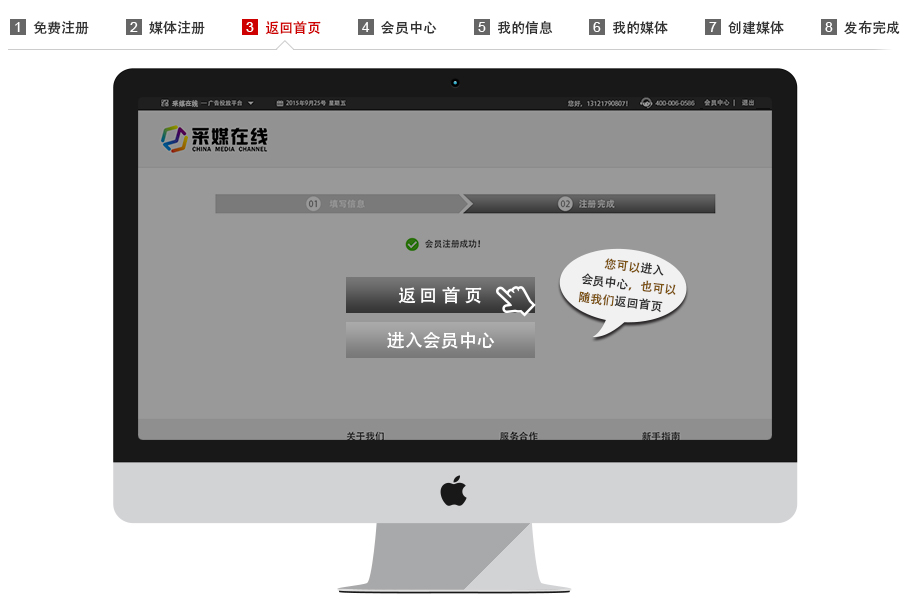 1 免费注册 2 媒体注册 3 返回首页 4 会员中心 5 我的信息 6 我的媒体 7 创建媒体 8 发布完成
采媒在线 — 广告投放平台 2015年9月25号 星期五 您好, 13121790807! 400-006-0586 会员中心 | 退出
采媒在线
CHINA MEDIA CHANNEL
01 填写信息 02 注册完成
会员注册成功!
返回首页
进入会员中心
您可以进入
会员中心, 也可以
随我们返回首页
关于我们 服务合作 新手指南